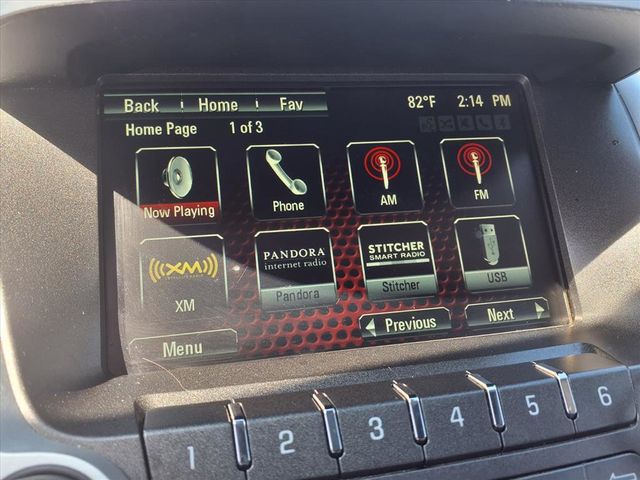 Back Home Fav 82°F 2:14 PM
Home Page 1 of 3
Now Playing Phone AM FM
XM
PANDORA
internet radio
Pandora
STITCHER
SMART RADIO
Stitcher
USB
XM
Menu Previous Next
1 2 3 4 5 6